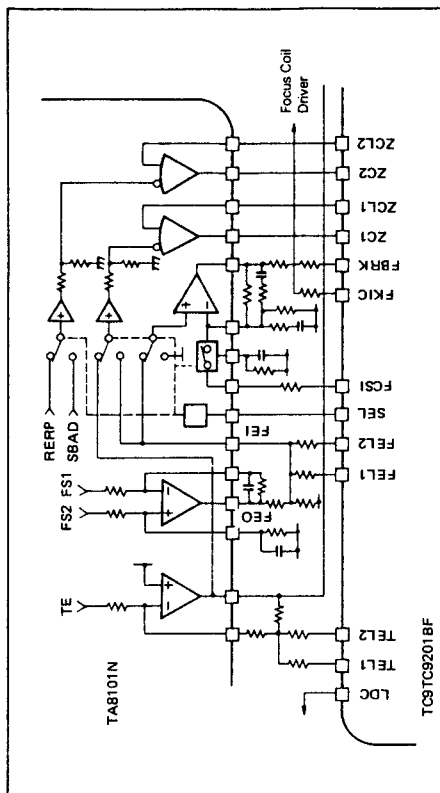 Focus Coil
Driver
RERP
SBAD
FS1
FS2
TE
FEI
FEO
TA8101N
ZCL2
ZC2
ZCL1
ZC1
FBRK
FKIC
FCSI
SEL
FEL2
FEL1
TEL2
TEL1
LDC
TC9TC9201BF